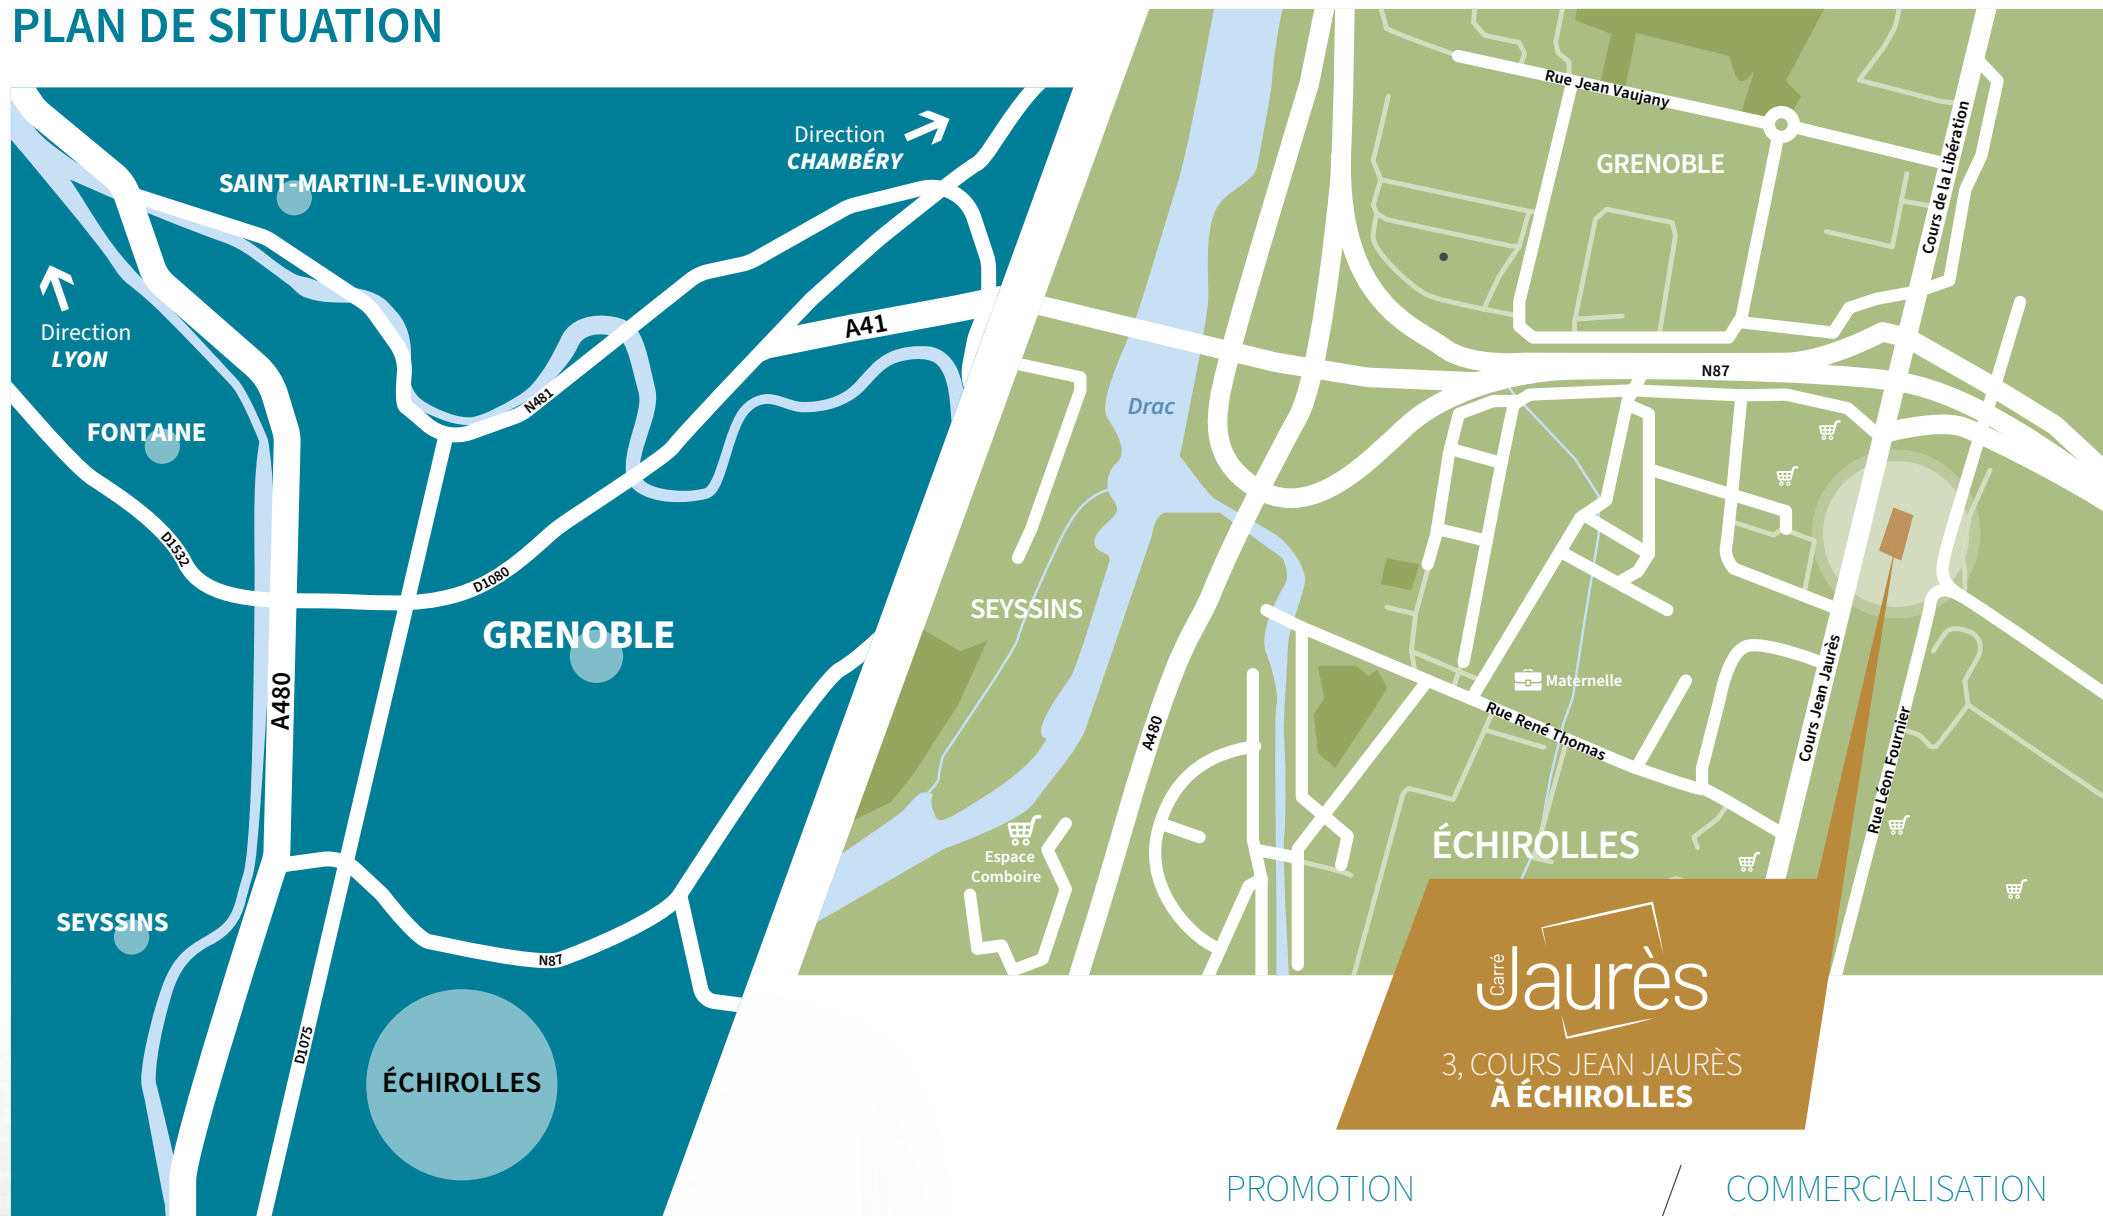 PLAN DE SITUATION
Direction
CHAMBÉRY
SAINT-MARTIN-LE-VINOUX
Direction
LYON
A41
N481
FONTAINE
D1532
D1080
GRENOBLE
A480
SEYSSINS
N87
D1075
ÉCHIROLLES
Rue Jean Vaujany
GRENOBLE
Cours de la Libération
N87
Drac
SEYSSINS
Maternelle
Cours Jean Jaurès
Rue René Thomas
A480
Rue Léon Fournier
ÉCHIROLLES
Espace
Comboire
Carré
Jaurès
3, COURS JEAN JAURÈS
À ÉCHIROLLES
PROMOTION
COMMERCIALISATION